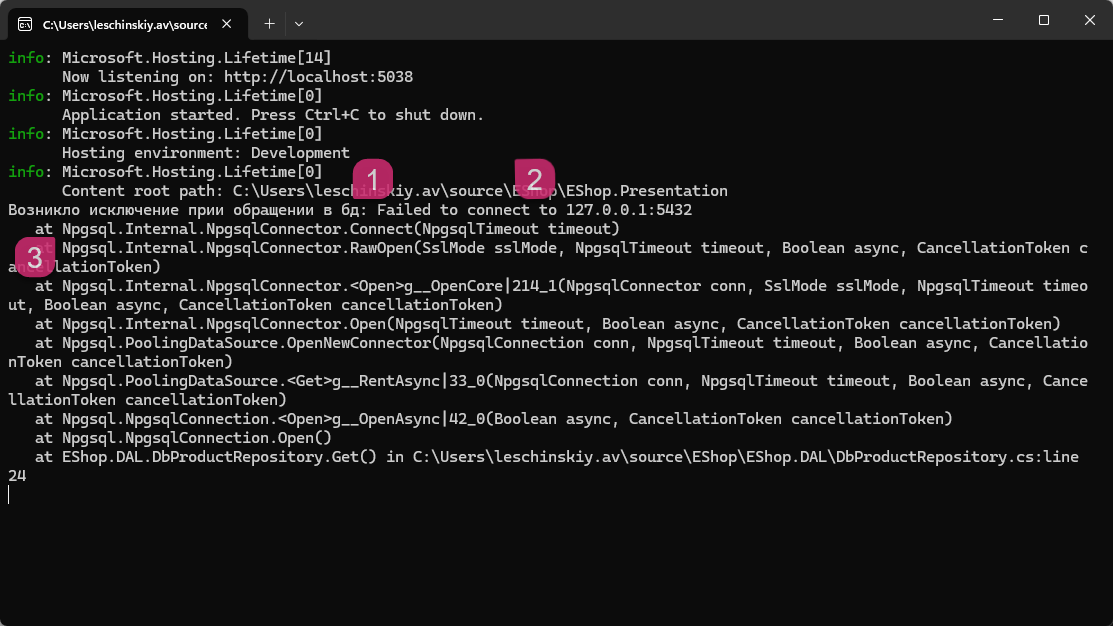 C:\Users\leschinskiy.av\source
info: Microsoft.Hosting.Lifetime[14]
Now listening on: http://localhost:5038
info: Microsoft.Hosting.Lifetime[0]
Application started. Press Ctrl+C to shut down.
info: Microsoft.Hosting.Lifetime[0]
Hosting environment: Development
info: Microsoft.Hosting.Lifetime[0]
1
2
Content root path: C:\Users\leschinskiy.av\source\EShop\EShop.Presentation
Возникло исключение прии обращении в бд: Failed to connect to 127.0.0.1:5432
at Npgsql.Internal.NpgsqlConnector.Connect(NpgsqlTimeout timeout)
3
at Npgsql.Internal.NpgsqlConnector.RawOpen(SslMode sslMode, NpgsqlTimeout timeout, Boolean async, CancellationToken c
ancellationToken)
at Npgsql.Internal.NpgsqlConnector.<Open>g__OpenCore|214_1(NpgsqlConnector conn, SslMode sslMode, NpgsqlTimeout timeo
ut, Boolean async, CancellationToken cancellationToken)
at Npgsql.Internal.NpgsqlConnector.Open(NpgsqlTimeout timeout, Boolean async, CancellationToken cancellationToken)
at Npgsql.PoolingDataSource.OpenNewConnector(NpgsqlConnection conn, NpgsqlTimeout timeout, Boolean async, Cancellatio
nToken cancellationToken)
at Npgsql.PoolingDataSource.<Get>g__RentAsync|33_0(NpgsqlConnection conn, NpgsqlTimeout timeout, Boolean async, Cance
llationToken cancellationToken)
at Npgsql.NpgsqlConnection.<Open>g__OpenAsync|42_0(Boolean async, CancellationToken cancellationToken)
at Npgsql.NpgsqlConnection.Open()
at EShop.DAL.DbProductRepository.Get() in C:\Users\leschinskiy.av\source\EShop\EShop.DAL\DbProductRepository.cs:line
24